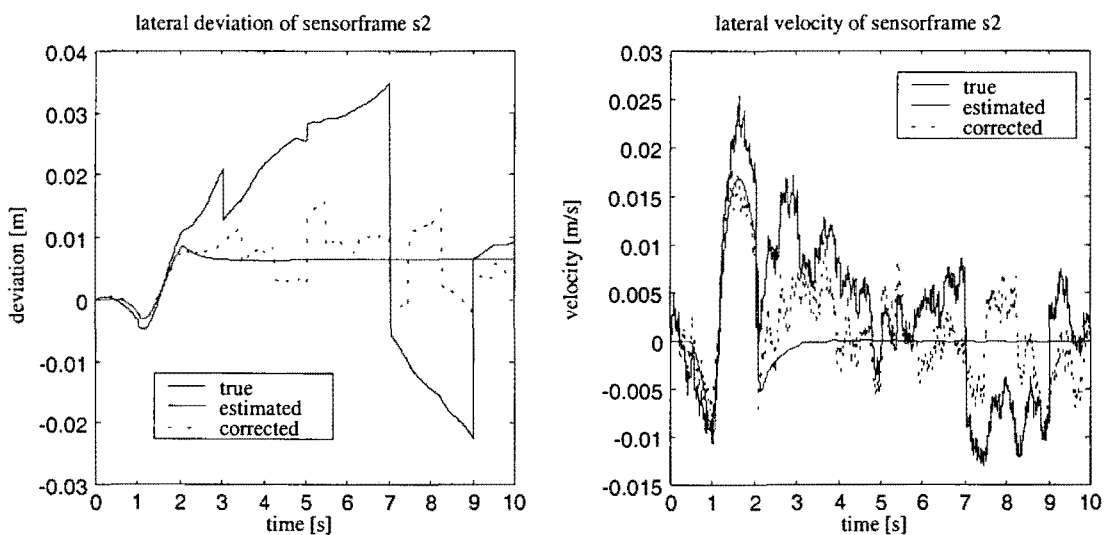 lateral deviation of sensorframe s2
0.04
0.03
0.02
0.01
0
-0.01
-0.02
-0.03
deviation [m]
true
estimated
corrected
0 1 2 3 4 5 6 7 8 9 10
time [s]
lateral velocity of sensorframe s2
0.03
0.025
0.02
0.015
0.01
0.005
0
-0.005
-0.01
-0.015
velocity [m/s]
true
estimated
corrected
0 1 2 3 4 5 6 7 8 9 10
time [s]